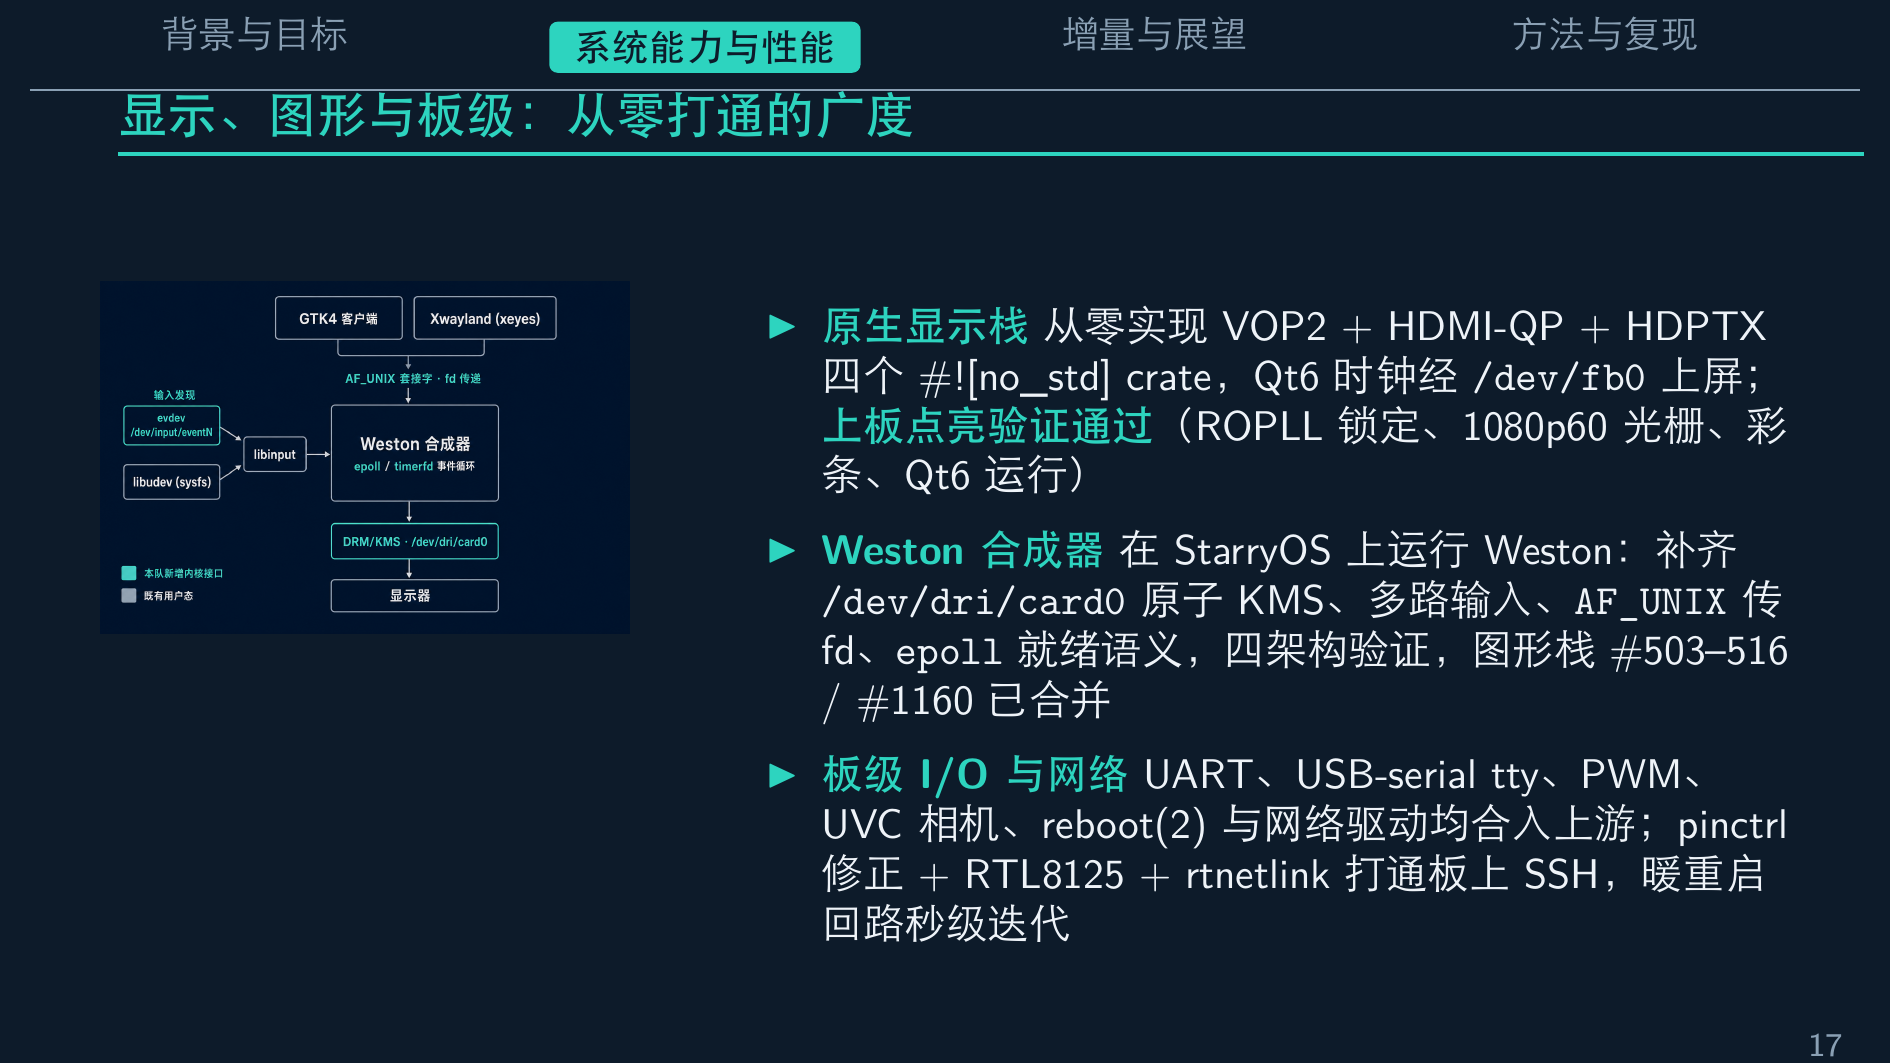 背景与目标
系统能力与性能
增量与展望
方法与复现
显示、图形与板级：从零打通的广度
GTK4 客户端
Xwayland (xeyes)
AF_UNIX 套接字 · fd 传递
输入发现
evdev
/dev/input/eventN
libudev (sysfs)
libinput
Weston 合成器
epoll / timerfd 事件循环
DRM/KMS · /dev/dri/card0
显示器
本队新增内核接口
既有用户态
▶ 原生显示栈 从零实现 VOP2 + HDMI-QP + HDPTX
四个 #![no_std] crate，Qt6 时钟经 /dev/fb0 上屏；
上板点亮验证通过（ROPLL 锁定、1080p60 光栅、彩
条、Qt6 运行）
▶ Weston 合成器 在 StarryOS 上运行 Weston：补齐
/dev/dri/card0 原子 KMS、多路输入、AF_UNIX 传
fd、epoll 就绪语义，四架构验证，图形栈 #503–516
/ #1160 已合并
▶ 板级 I/O 与网络 UART、USB-serial tty、PWM、
UVC 相机、reboot(2) 与网络驱动均合入上游；pinctrl
修正 + RTL8125 + rtnetlink 打通板上 SSH，暖重启
回路秒级迭代
17